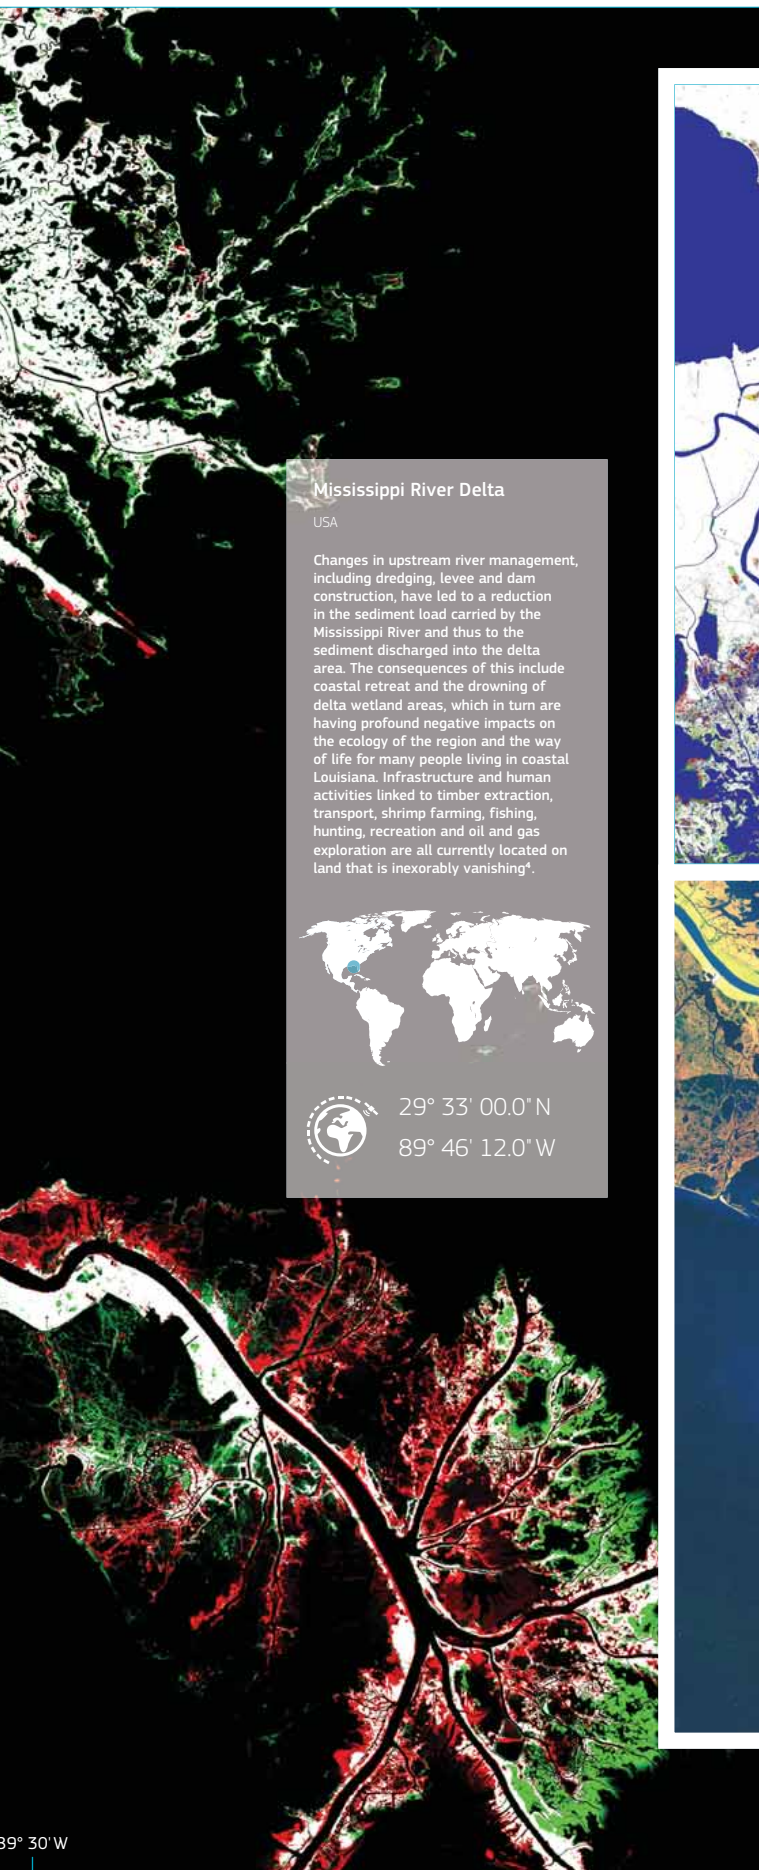 Mississippi River Delta
USA
Changes in upstream river management,
including dredging, levee and dam
construction, have led to a reduction
in the sediment load carried by the
Mississippi River and thus to the
sediment discharged into the delta
area. The consequences of this include
coastal retreat and the drowning of
delta wetland areas, which in turn are
having profound negative impacts on
the ecology of the region and the way
of life for many people living in coastal
Louisiana. Infrastructure and human
activities linked to timber extraction,
transport, shrimp farming, fishing,
hunting, recreation and oil and gas
exploration are all currently located on
land that is inexorably vanishing⁴.
29° 33' 00.0" N
89° 46' 12.0" W
89° 30' W